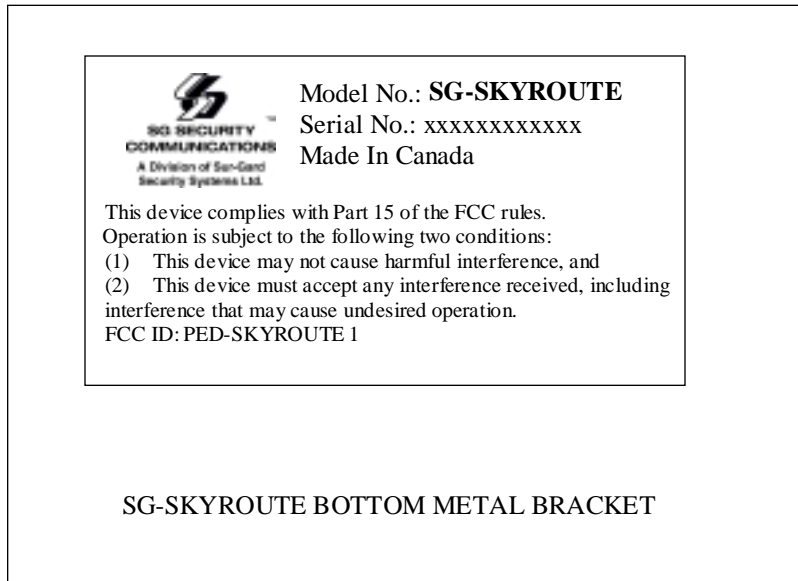 SG SECURITY
COMMUNICATIONS
A Division of Sur-Gard
Security Systems Ltd.
™
Model No.: SG-SKYROUTE
Serial No.: xxxxxxxxxxxx
Made In Canada
This device complies with Part 15 of the FCC rules.
Operation is subject to the following two conditions:
(1) This device may not cause harmful interference, and
(2) This device must accept any interference received, including
interference that may cause undesired operation.
FCC ID: PED-SKYROUTE 1
SG-SKYROUTE BOTTOM METAL BRACKET